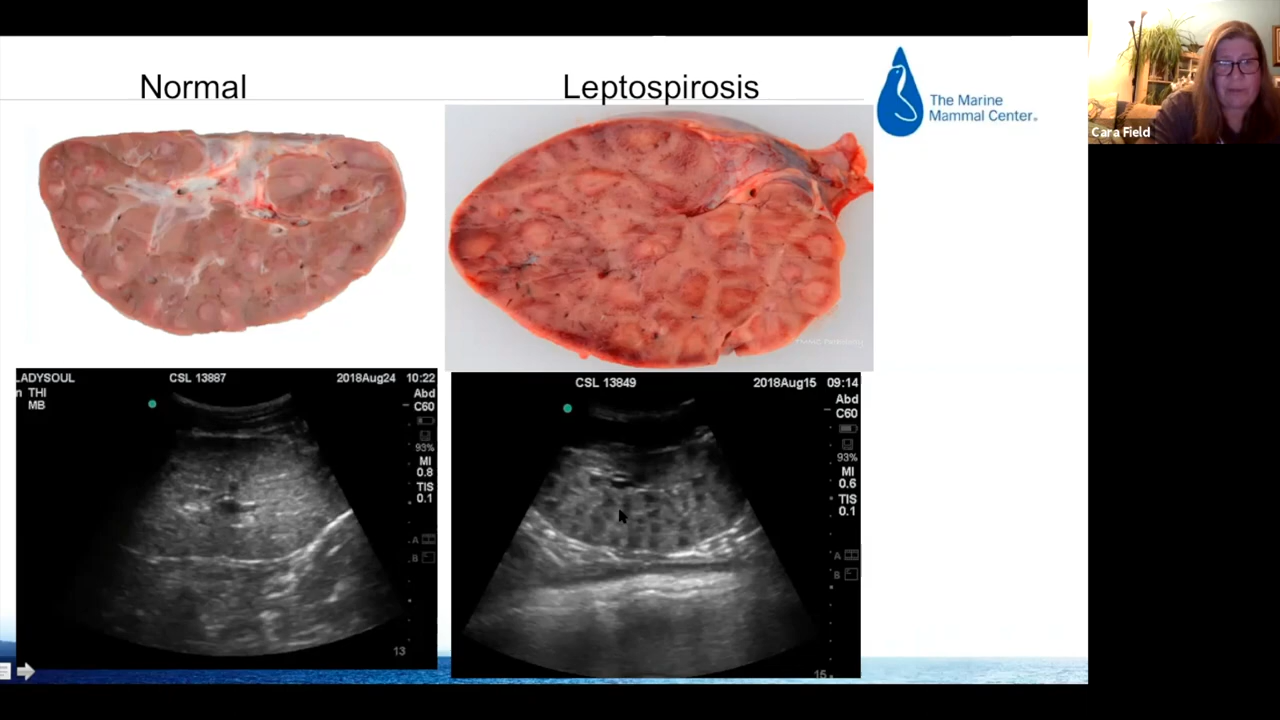 Normal
Leptospirosis
The Marine
Mammal Center®
Cara Field
LADYSOUL
CSL 13887
2018Aug24 10:22
n THI
MB
Abd
C60
93%
MI
0.8
TIS
0.1
A
B
13
CSL 13849
2018Aug15 09:14
Abd
C60
93%
MI
0.6
TIS
0.1
A
B
15